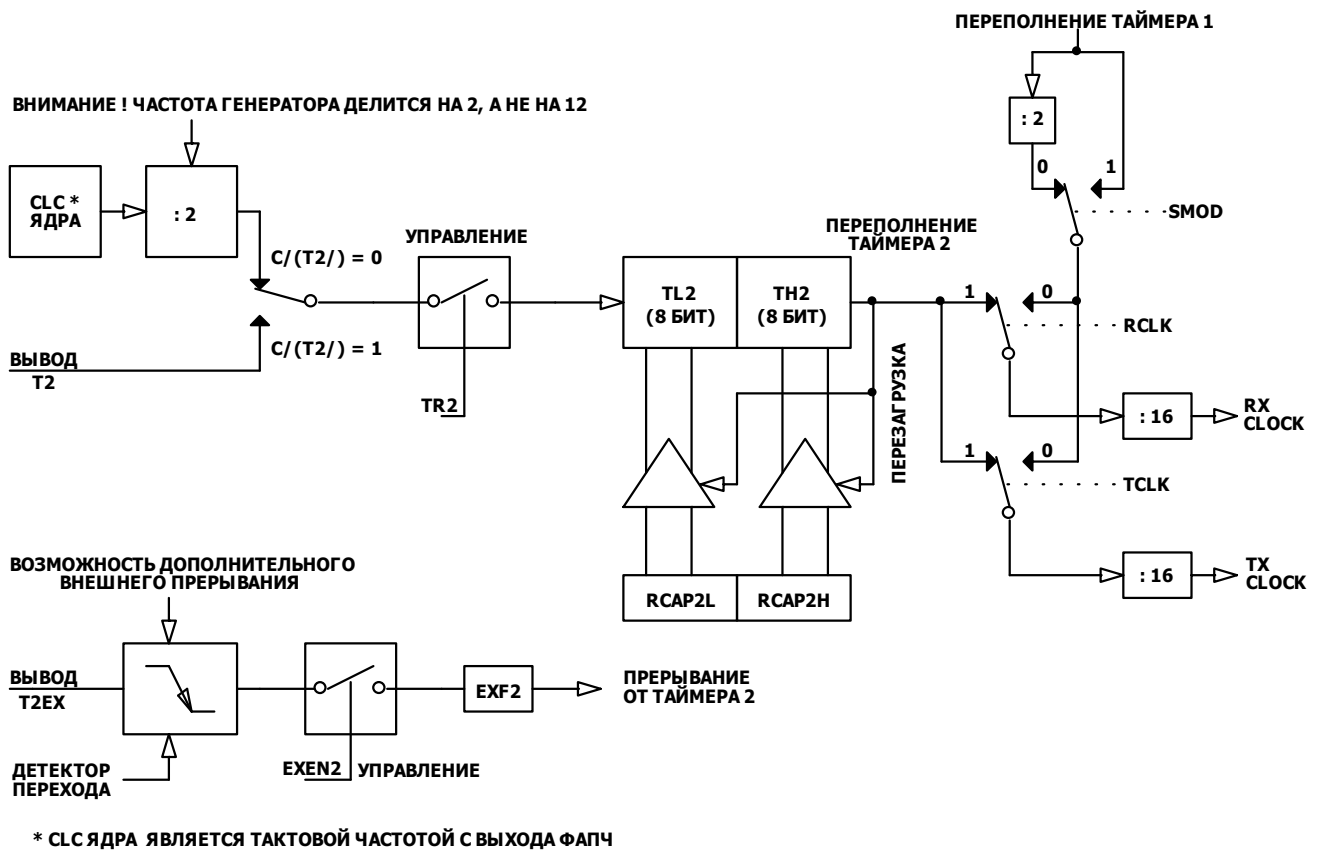 ПЕРЕПОЛНЕНИЕ ТАЙМЕРА 1
ВНИМАНИЕ ! ЧАСТОТА ГЕНЕРАТОРА ДЕЛИТСЯ НА 2, А НЕ НА 12
: 2
0
1
CLC *
ЯДРА
: 2
SMOD
ПЕРЕПОЛНЕНИЕ
ТАЙМЕРА 2
УПРАВЛЕНИЕ
C/(T2/) = 0
TL2
(8 БИТ)
TH2
(8 БИТ)
1
0
RCLK
C/(T2/) = 1
ВЫВОД
T2
TR2
ПЕРЕЗАГРУЗКА
: 16
RX
CLOCK
1
0
TCLK
: 16
TX
CLOCK
RCAP2L
RCAP2H
ВОЗМОЖНОСТЬ ДОПОЛНИТЕЛЬНОГО
ВНЕШНЕГО ПРЕРЫВАНИЯ
ВЫВОД
T2EX
EXF2
ПРЕРЫВАНИЕ
ОТ ТАЙМЕРА 2
ДЕТЕКТОР
ПЕРЕХОДА
EXEN2
УПРАВЛЕНИЕ
* CLC ЯДРА ЯВЛЯЕТСЯ ТАКТОВОЙ ЧАСТОТОЙ С ВЫХОДА ФАПЧ